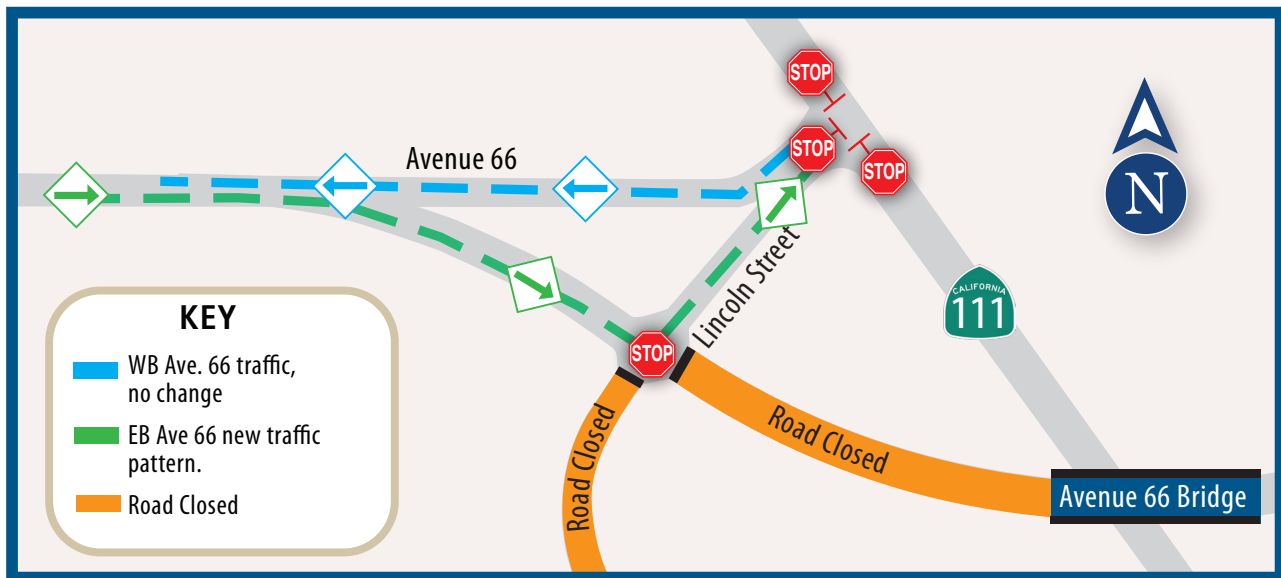 STOP
Avenue 66
STOP
STOP
N
Lincoln Street
CALIFORNIA
111
STOP
KEY
WB Ave. 66 traffic,
no change
EB Ave 66 new traffic
pattern.
Road Closed
Road Closed
Road Closed
Avenue 66 Bridge